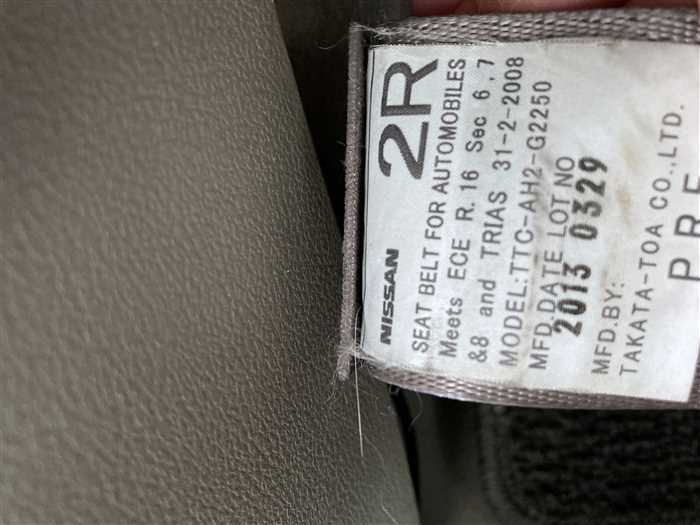 NISSAN 2R
SEAT BELT FOR AUTOMOBILES
Meets ECE R.16 Sec 6,7
&8 and TRIAS 31-2-2008
MODEL:TTC-AH2-G2250
MFD.DATE LOT NO
2013 0329
MFD.BY:
TAKATA-TOA CO.,LTD.
PRE